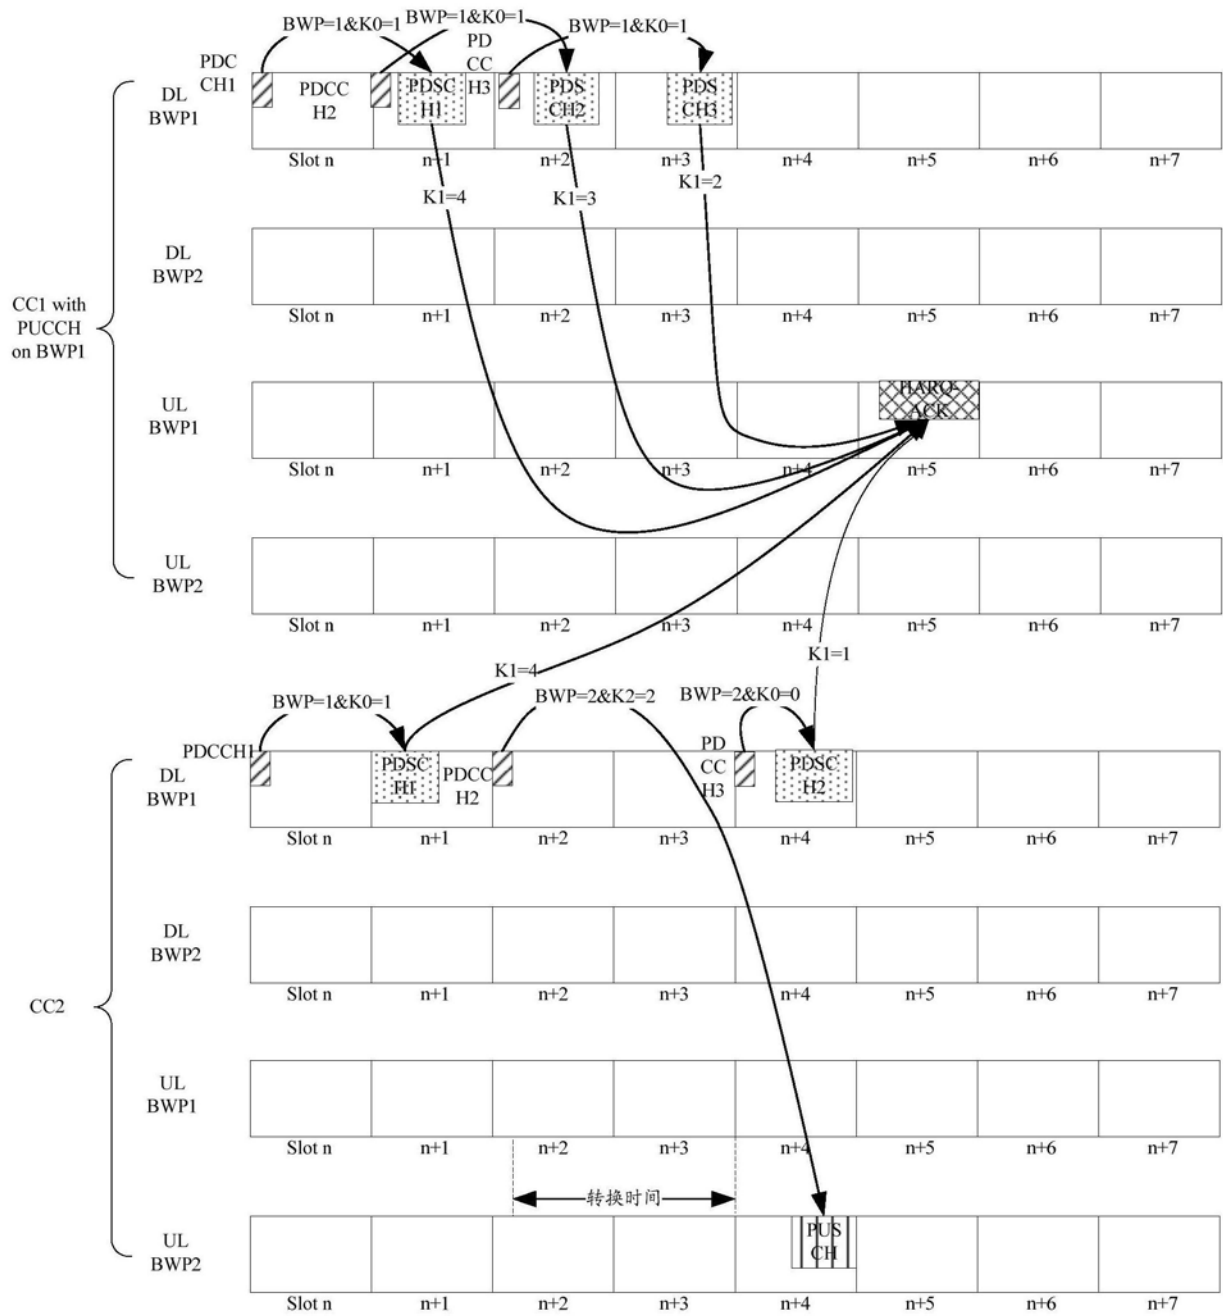 BWP=1&K0=1
BWP=1&K0=1
BWP=1&K0=1
PDC
CH1
DL
BWP1
PDCC
H2
PDSC
H1
PD
CC
H3
PDS
CH2
PDS
CH3
Slot n
n+1
n+2
n+3
n+4
n+5
n+6
n+7
K1=4
K1=3
K1=2
DL
BWP2
Slot n
n+1
n+2
n+3
n+4
n+5
n+6
n+7
CC1 with
PUCCH
on BWP1
UL
BWP1
HARQ-
ACK
Slot n
n+1
n+2
n+3
n+4
n+5
n+6
n+7
UL
BWP2
Slot n
n+1
n+2
n+3
n+4
n+5
n+6
n+7
K1=4
K1=1
BWP=1&K0=1
BWP=2&K2=2
BWP=2&K0=0
PDCCH1
DL
BWP1
PDSC
H1
PDCC
H2
PD
CC
H3
PDSC
H2
Slot n
n+1
n+2
n+3
n+4
n+5
n+6
n+7
DL
BWP2
Slot n
n+1
n+2
n+3
n+4
n+5
n+6
n+7
CC2
UL
BWP1
Slot n
n+1
n+2
n+3
n+4
n+5
n+6
n+7
转换时间
UL
BWP2
PUS
CH
Slot n
n+1
n+2
n+3
n+4
n+5
n+6
n+7